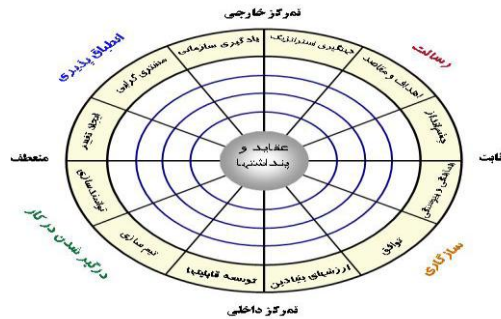 تمرکز خارجی
انطباق پذیری
رسالت
یادگیری سازمانی
جهتگیری استراتژیک
مشتری گرایی
اهداف و مقاصد
ایجاد تغییر
چشم‌انداز
عقاید و
پنداشتها
منعطف
ثابت
توانمندسازی
هماهنگی و پیوستگی
تیم سازی
توافق
توسعه قابلیتها
ارزشهای بنیادین
درگیر شدن در کار
سازگاری
تمرکز داخلی